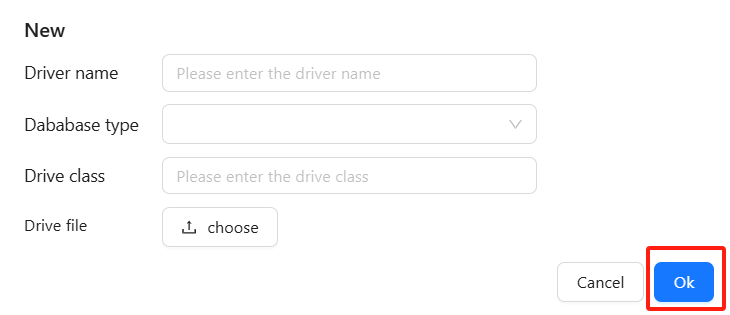 New
Driver name Please enter the driver name
Dababase type
Drive class Please enter the drive class
Drive file choose
Cancel Ok